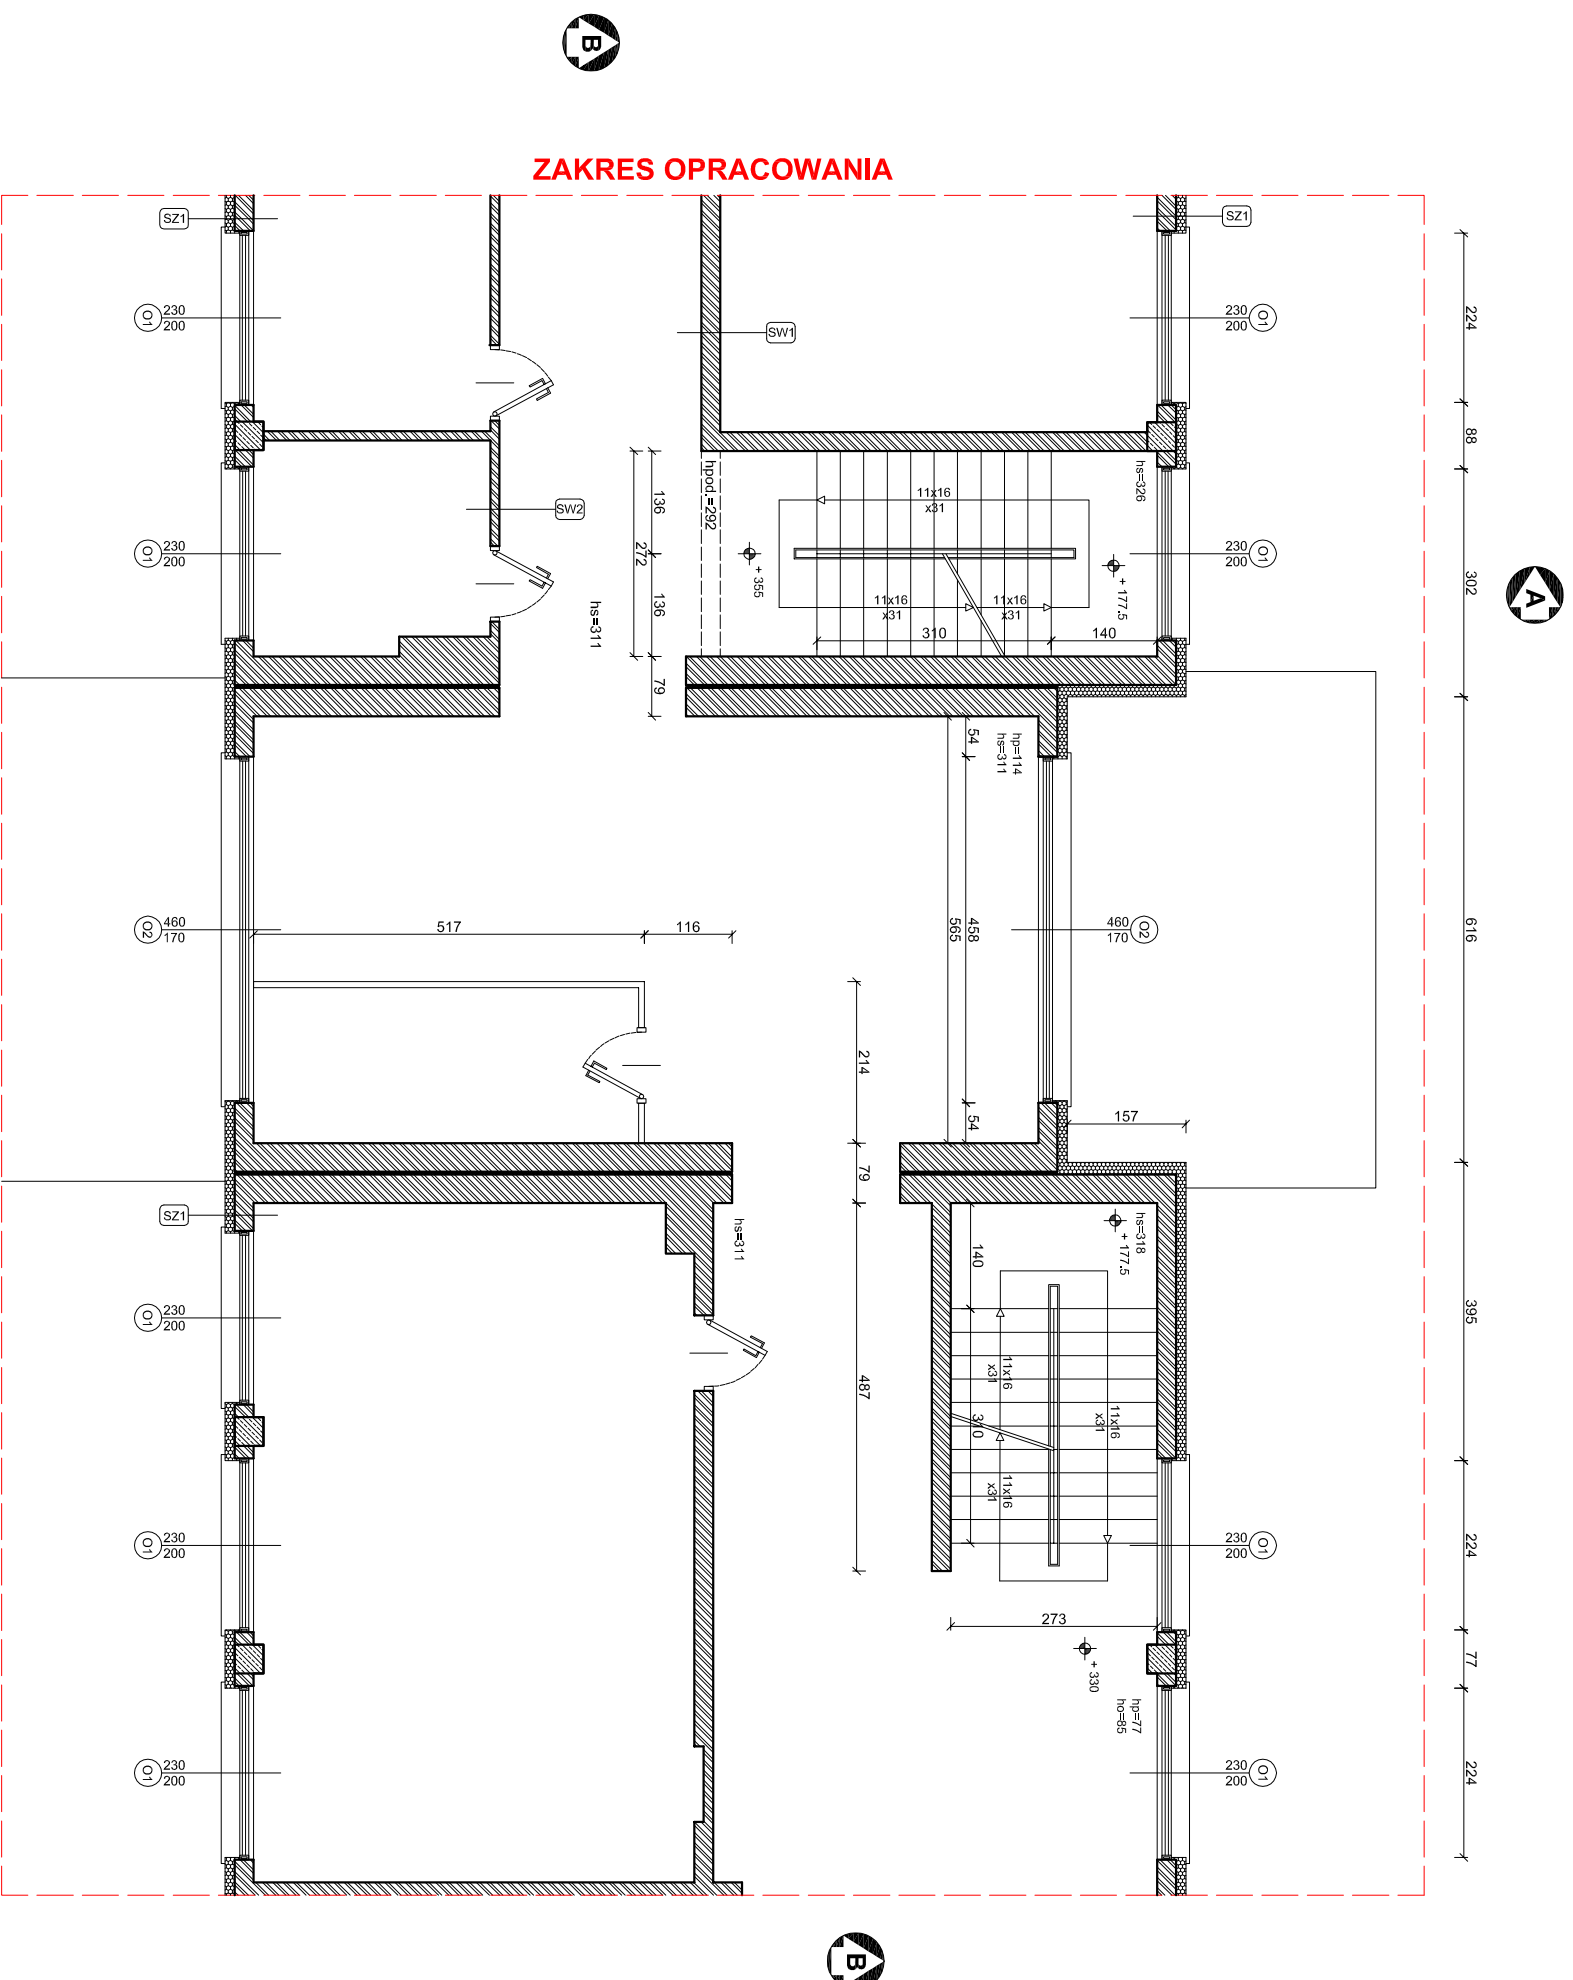 B
ZAKRES OPRACOWANIA
SZ1
SZ1
224
O1
230
200
230
200
O1
SW1
88
hs=326
hpod.=292
11x16
x31
136
272
SW2
O1
230
200
230
200
O1
+ 355
+ 177.5
302
A
hs=311
136
11x16
x31
11x16
x31
310
140
79
54
hp=114
hs=311
O2
460
170
517
116
458
565
460
170
O2
616
214
54
157
79
SZ1
hs=311
hs=318
+ 177.5
140
O1
230
200
395
11x16
x31
487
310
11x16
x31
11x16
x31
O1
230
200
230
200
O1
224
273
+ 330
77
hp=77
ho=85
O1
230
200
230
200
O1
224
B